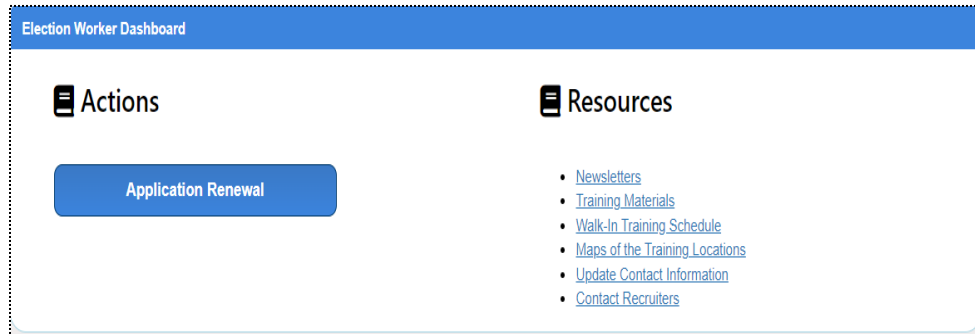 Election Worker Dashboard
Actions
Application Renewal
Resources
Newsletters
Training Materials
Walk-In Training Schedule
Maps of the Training Locations
Update Contact Information
Contact Recruiters